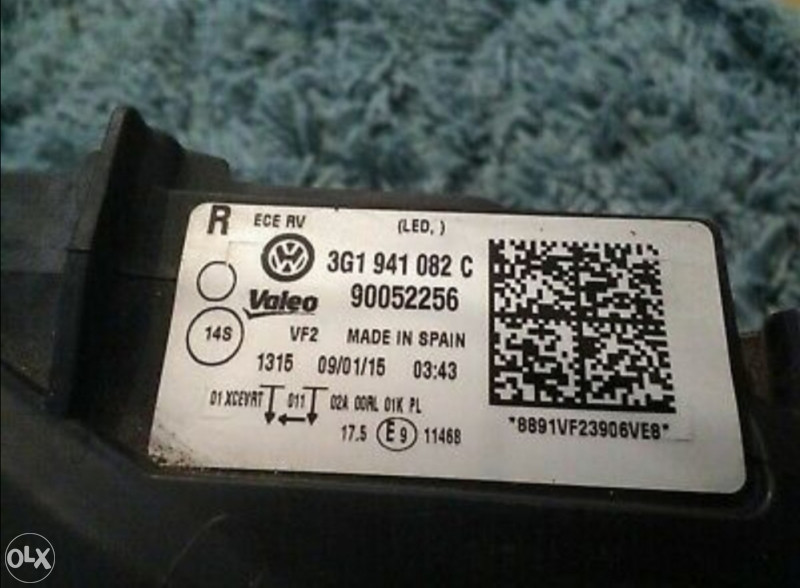 R ECE RV (LED, )
3G1 941 082 C
Valeo 90052256
14S VF2 MADE IN SPAIN
1315 09/01/15 03:43
01 XCEVRT 011 02A 00RL 01K PL
17.5 E9 11468
*8891VF23906VE8*
OLX